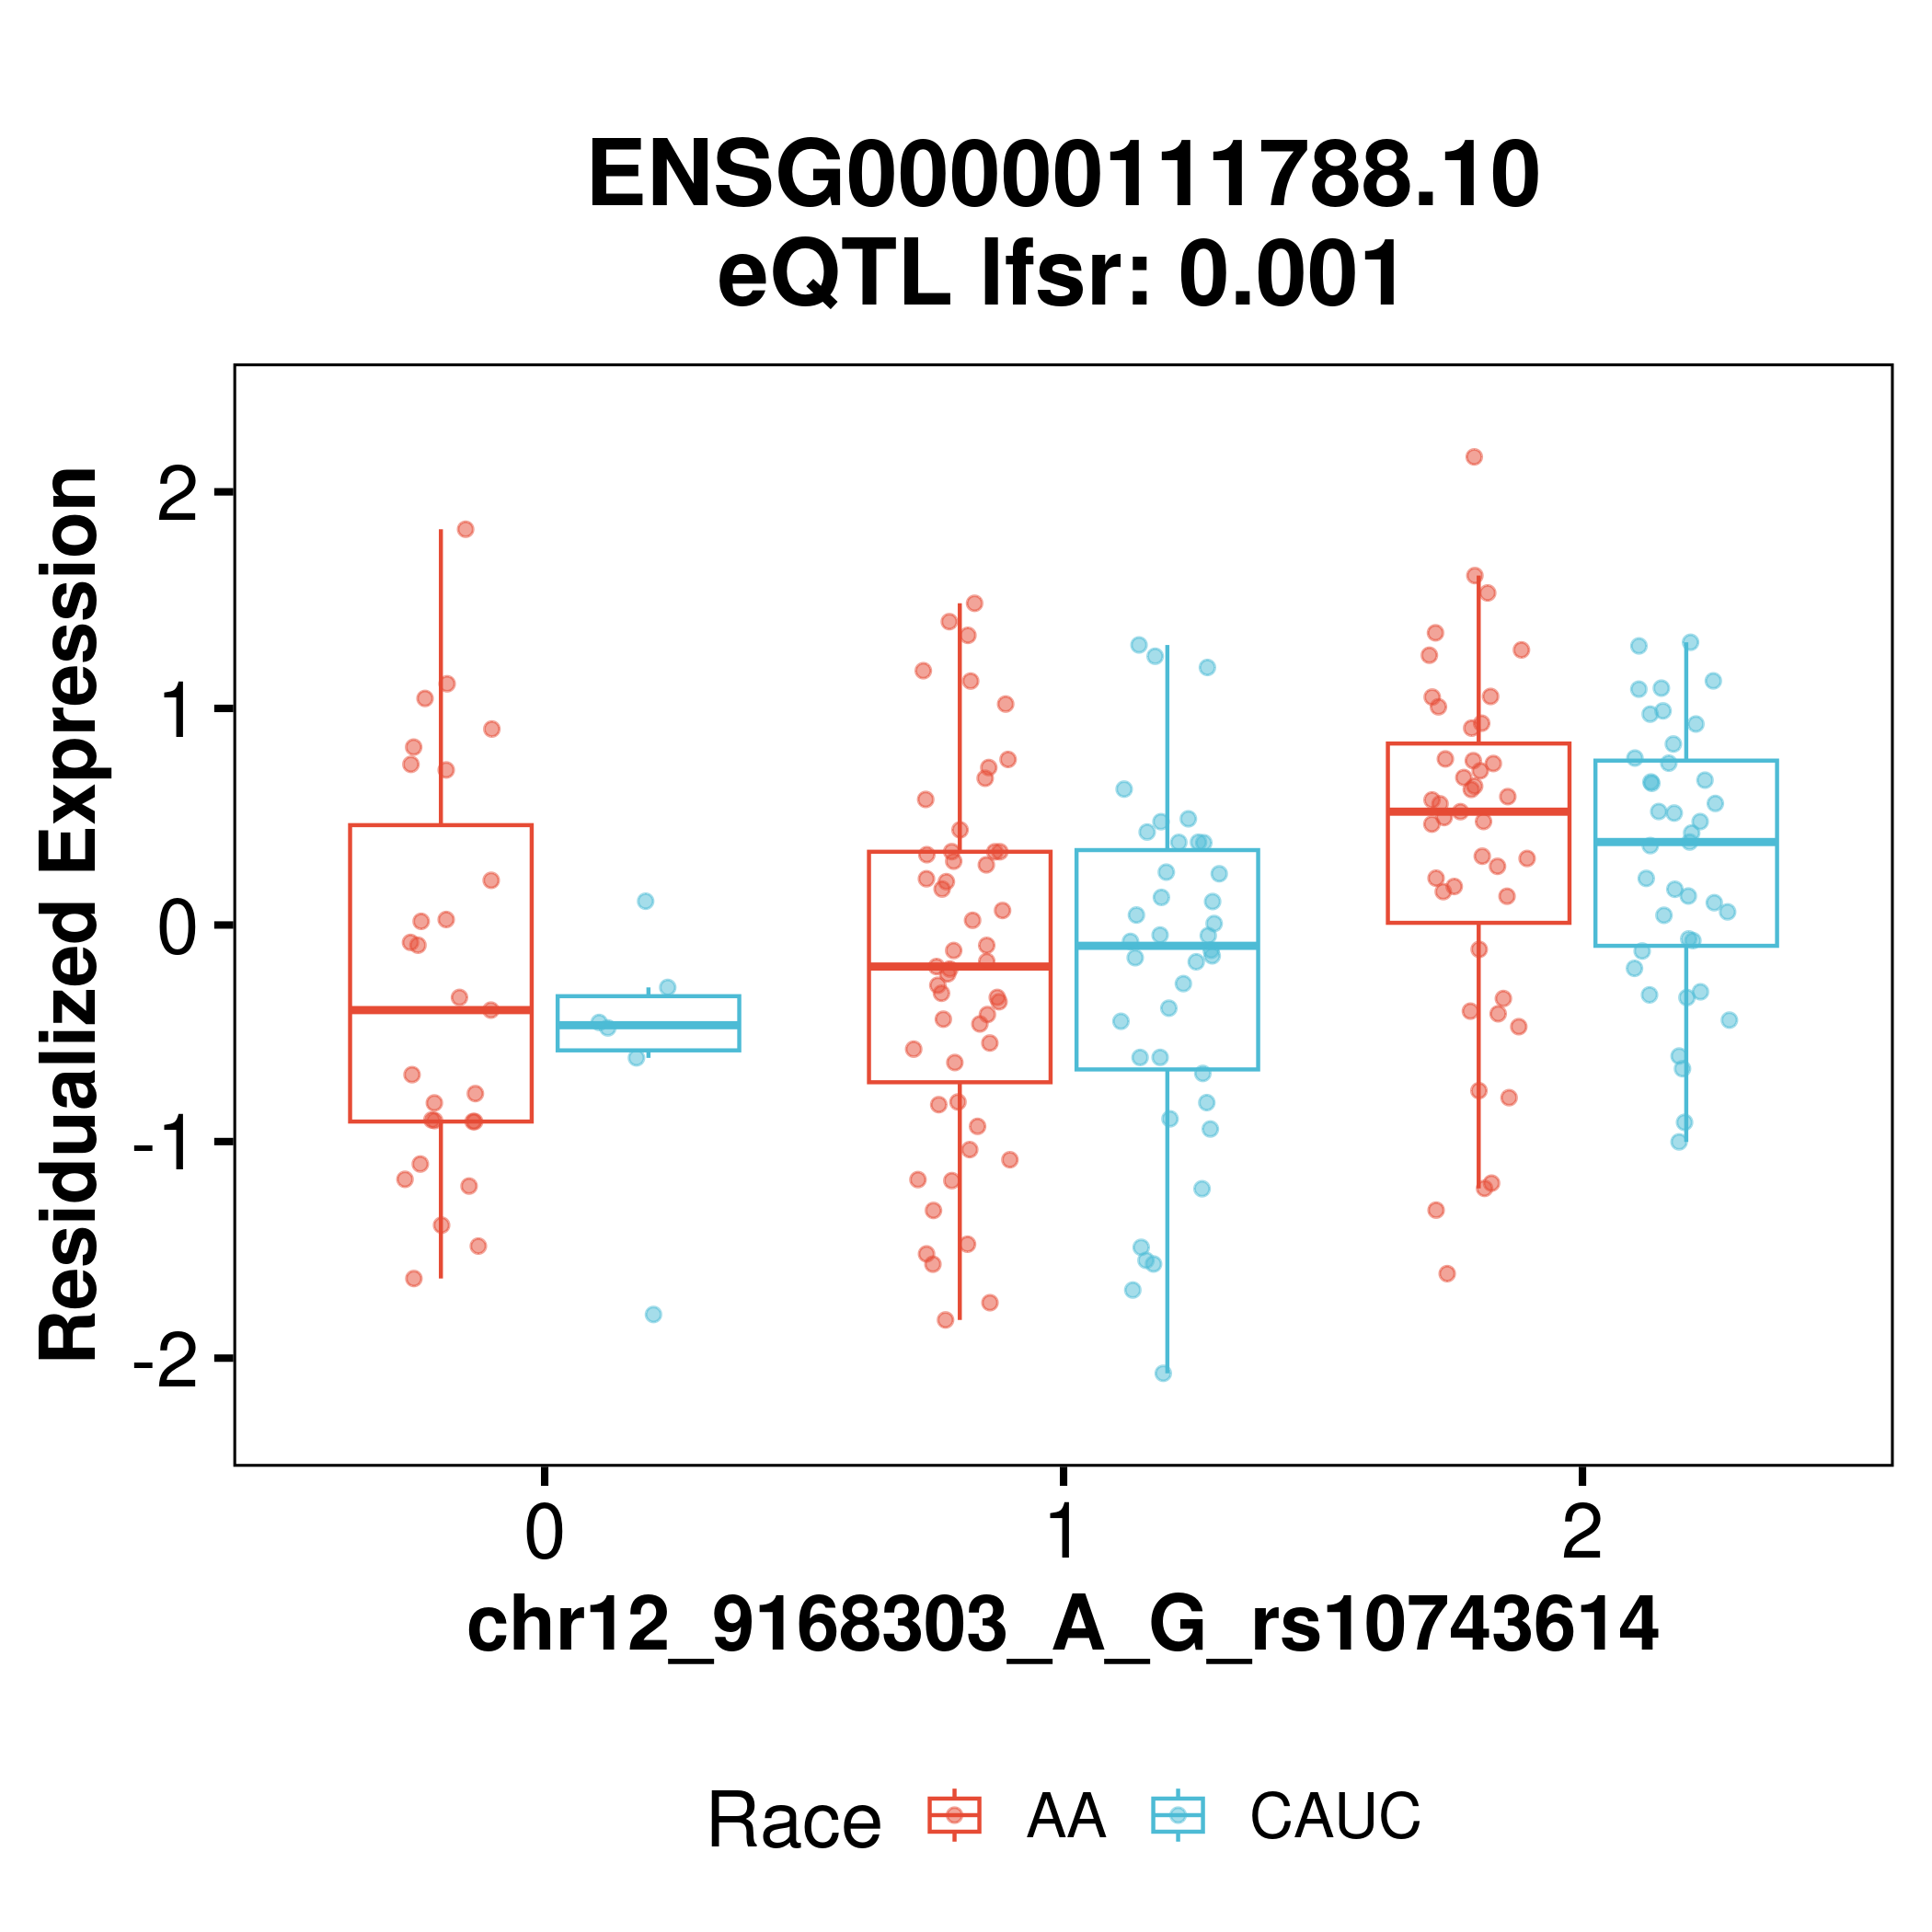 ENSG00000111788.10
eQTL lfsr: 0.001
Residualized Expression
2
1
0
-1
-2
0 1 2
chr12_9168303_A_G_rs10743614
Race AA CAUC